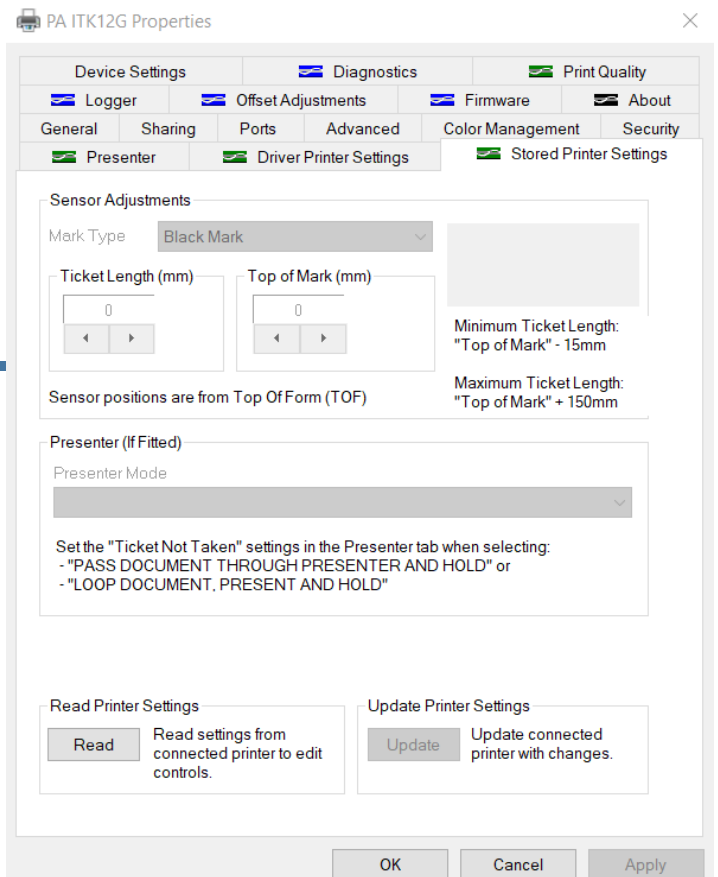 PA ITK12G Properties
Device Settings
Diagnostics
Print Quality
Logger
Offset Adjustments
Firmware
About
General
Sharing
Ports
Advanced
Color Management
Security
Presenter
Driver Printer Settings
Stored Printer Settings
Sensor Adjustments
Mark Type
Black Mark
Ticket Length (mm)
0
Top of Mark (mm)
0
Minimum Ticket Length:
"Top of Mark" - 15mm
Maximum Ticket Length:
"Top of Mark" + 150mm
Sensor positions are from Top Of Form (TOF)
Presenter (If Fitted)
Presenter Mode
Set the "Ticket Not Taken" settings in the Presenter tab when selecting:
- "PASS DOCUMENT THROUGH PRESENTER AND HOLD" or
- "LOOP DOCUMENT, PRESENT AND HOLD"
Read Printer Settings
Read
Read settings from
connected printer to edit
controls.
Update Printer Settings
Update
Update connected
printer with changes.
OK
Cancel
Apply